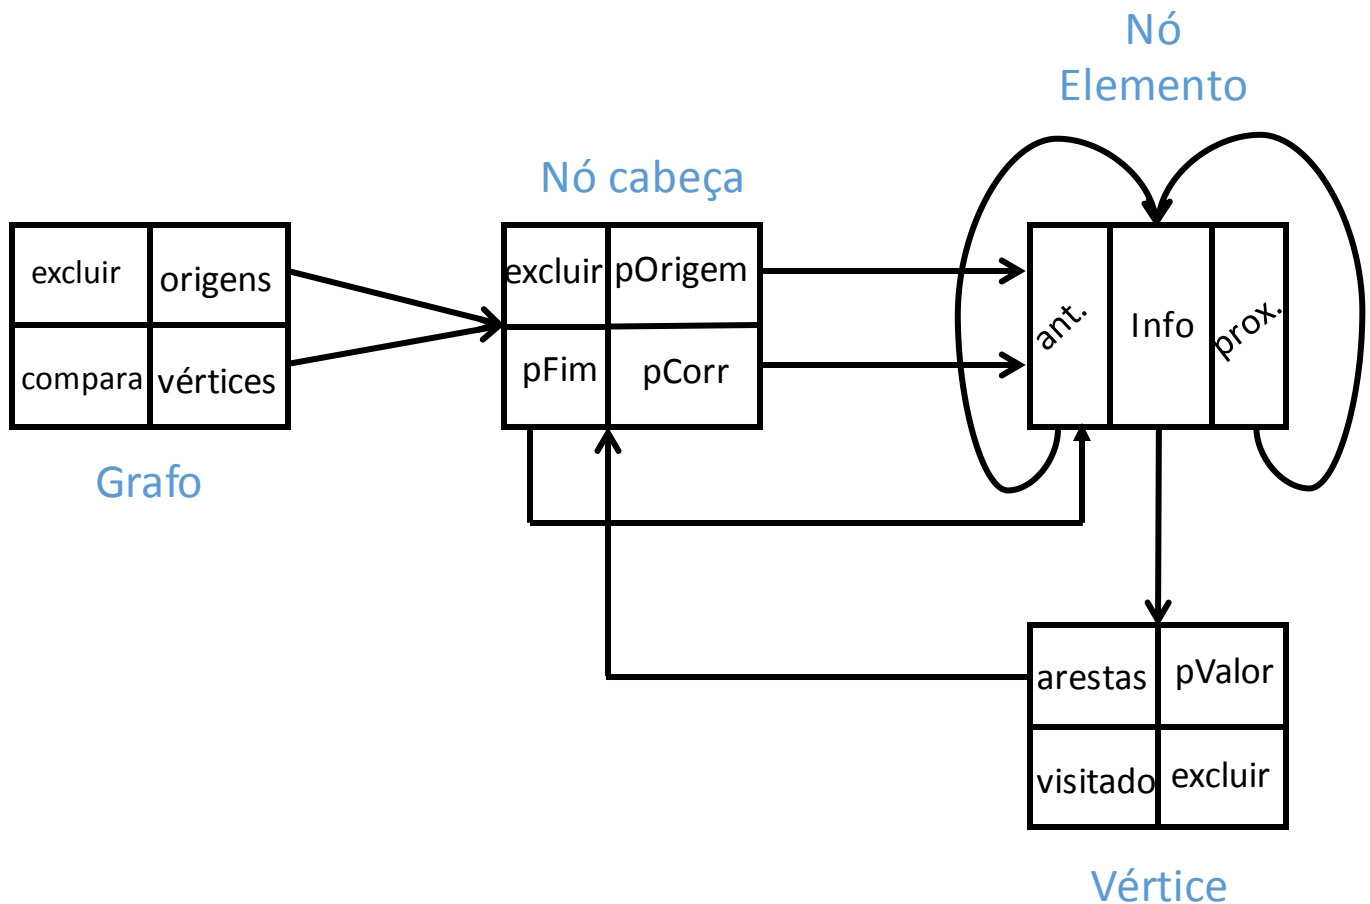 Nó
Elemento
Nó cabeça
excluir origens
compara vértices
Grafo
excluir pOrigem
pFim pCorr
ant. Info prox.
arestas pValor
visitado excluir
Vértice